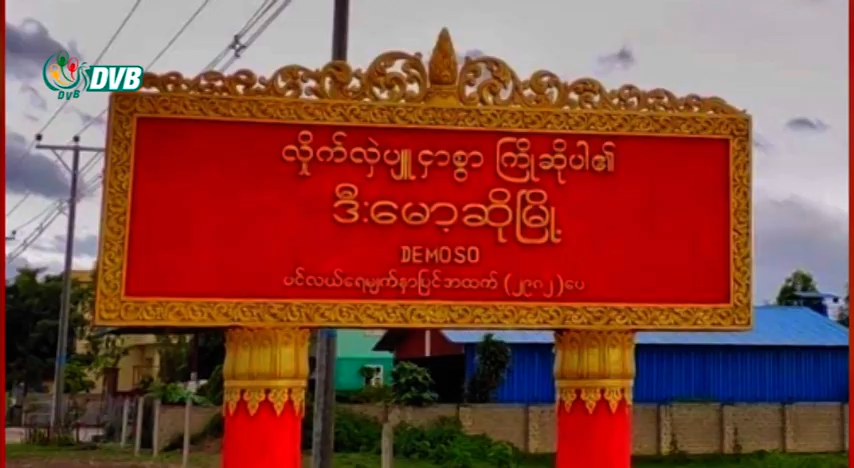 DVB
DVB
လှိုက်လှဲပျူငှာစွာ ကြိုဆိုပါ၏
ဒီးမော့ဆိုမြို့
DEMOSO
ပင်လယ်ရေမျက်နှာပြင်အထက် (၂၉၈၂)ပေ